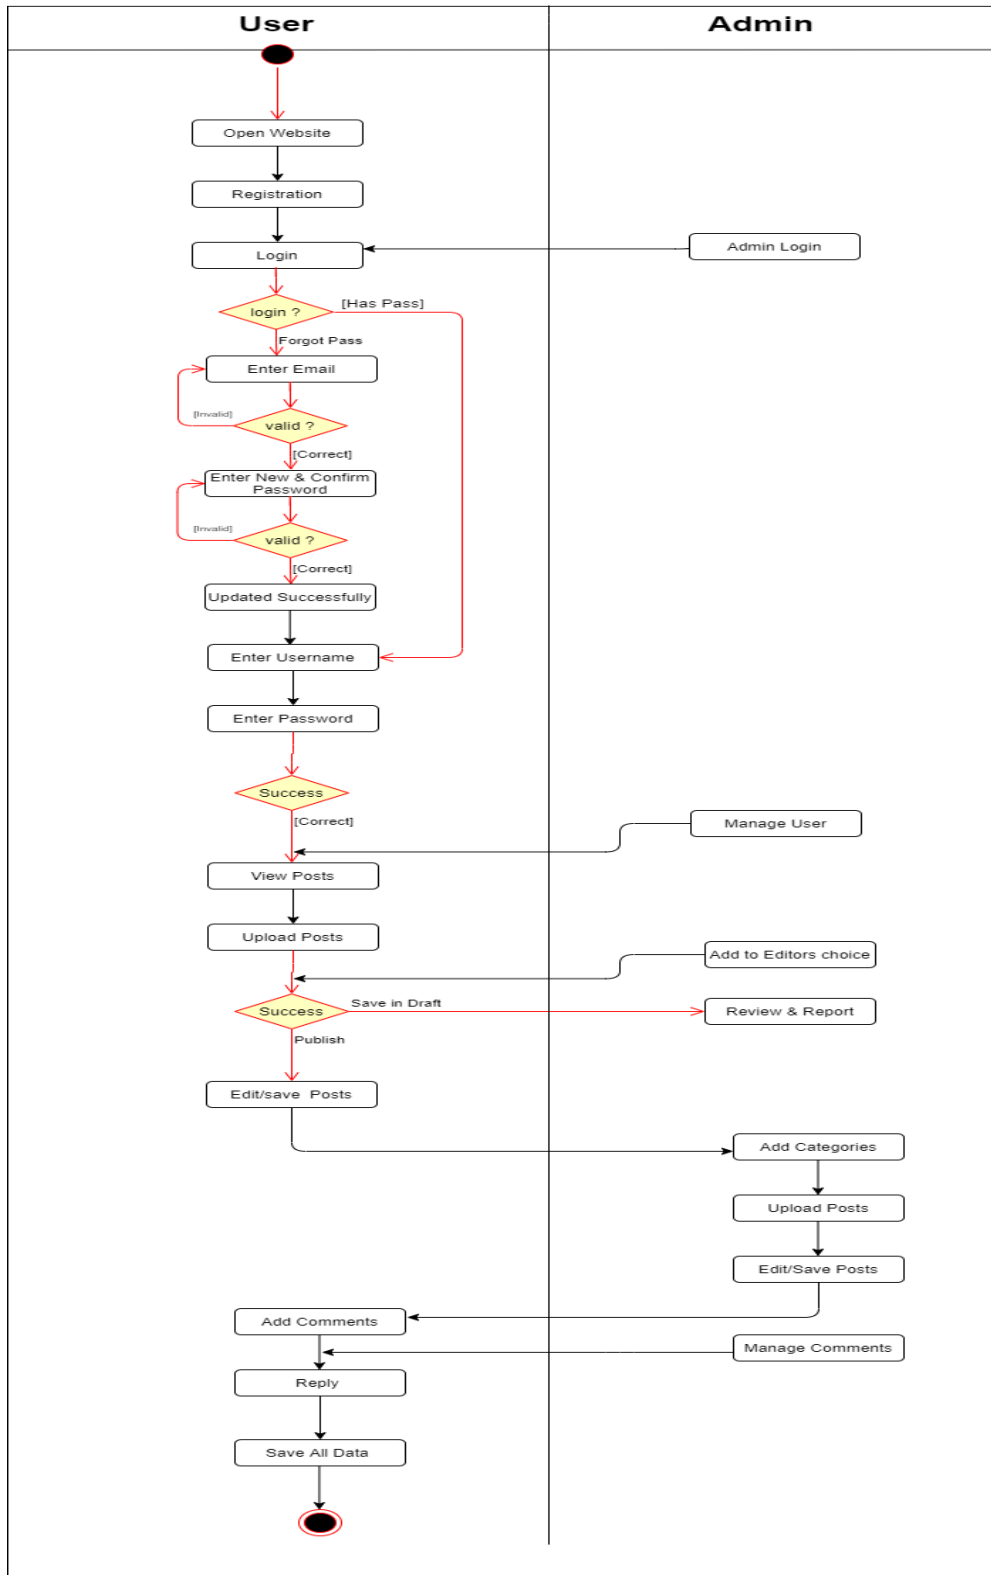 User
Admin
Open Website
Registration
Login
Admin Login
login ?
[Has Pass]
Forgot Pass
Enter Email
[Invalid]
valid ?
[Correct]
Enter New & Confirm
Password
[Invalid]
valid ?
[Correct]
Updated Successfully
Enter Username
Enter Password
Success
[Correct]
Manage User
View Posts
Upload Posts
Add to Editors choice
Success
Save in Draft
Review & Report
Publish
Edit/save Posts
Add Categories
Upload Posts
Edit/Save Posts
Add Comments
Manage Comments
Reply
Save All Data